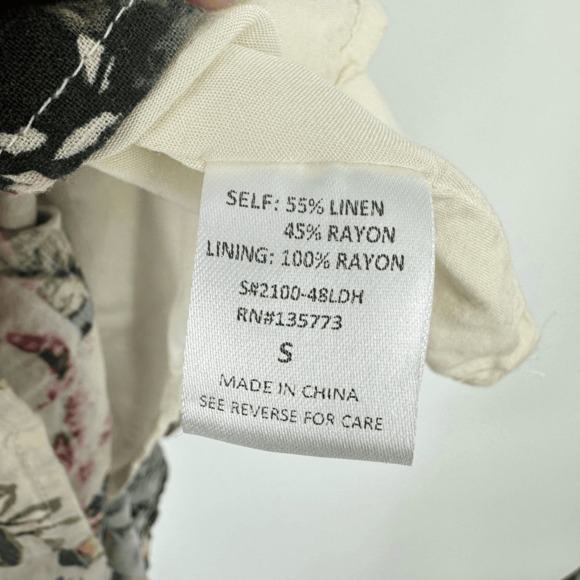 SELF: 55% LINEN
45% RAYON
LINING: 100% RAYON
S#2100-48LDH
RN#135773
S
MADE IN CHINA
SEE REVERSE FOR CARE